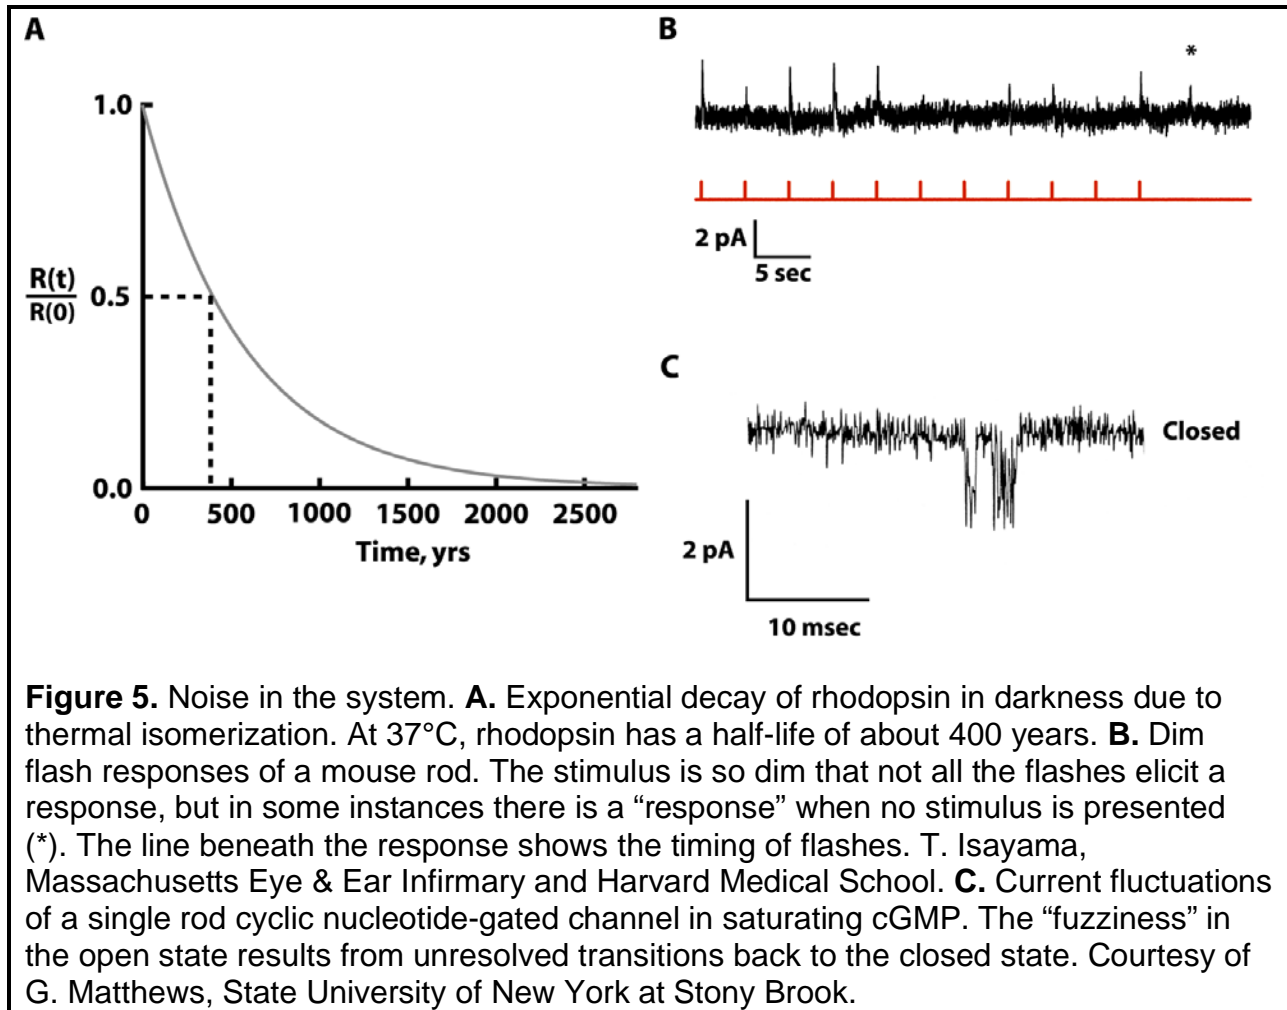 A
1.0
R(t)
R(0)
0.5
0.0
0 500 1000 1500 2000 2500
Time, yrs
B
*
2 pA
5 sec
C
Closed
2 pA
10 msec
Figure 5. Noise in the system. A. Exponential decay of rhodopsin in darkness due to
thermal isomerization. At 37°C, rhodopsin has a half-life of about 400 years. B. Dim
flash responses of a mouse rod. The stimulus is so dim that not all the flashes elicit a
response, but in some instances there is a “response” when no stimulus is presented
(*). The line beneath the response shows the timing of flashes. T. Isayama,
Massachusetts Eye & Ear Infirmary and Harvard Medical School. C. Current fluctuations
of a single rod cyclic nucleotide-gated channel in saturating cGMP. The “fuzziness” in
the open state results from unresolved transitions back to the closed state. Courtesy of
G. Matthews, State University of New York at Stony Brook.